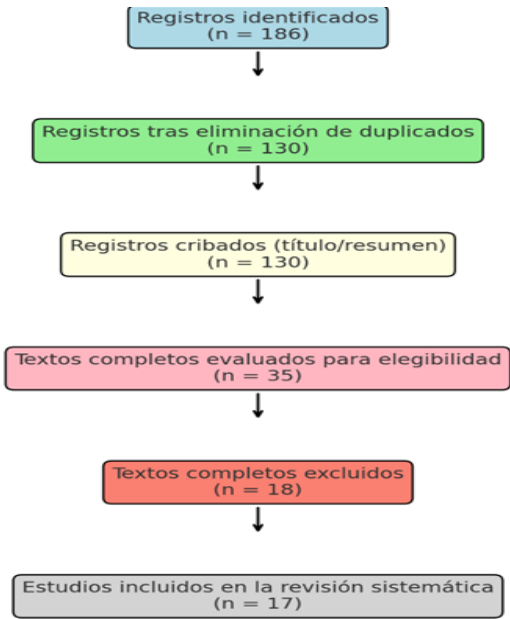 Registros identificados
(n = 186)
Registros tras eliminación de duplicados
(n = 130)
Registros cribados (título/resumen)
(n = 130)
Textos completos evaluados para elegibilidad
(n = 35)
Textos completos excluidos
(n = 18)
Estudios incluidos en la revisión sistemática
(n = 17)